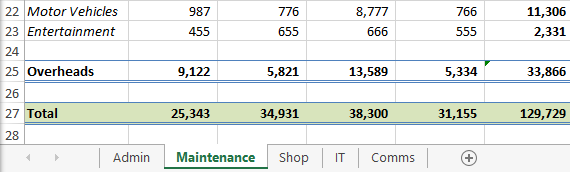 22 Motor Vehicles 987 776 8,777 766 11,306
23 Entertainment 455 655 666 555 2,331
24
25 Overheads 9,122 5,821 13,589 5,334 33,866
26
27 Total 25,343 34,931 38,300 31,155 129,729
28
Admin Maintenance Shop IT Comms